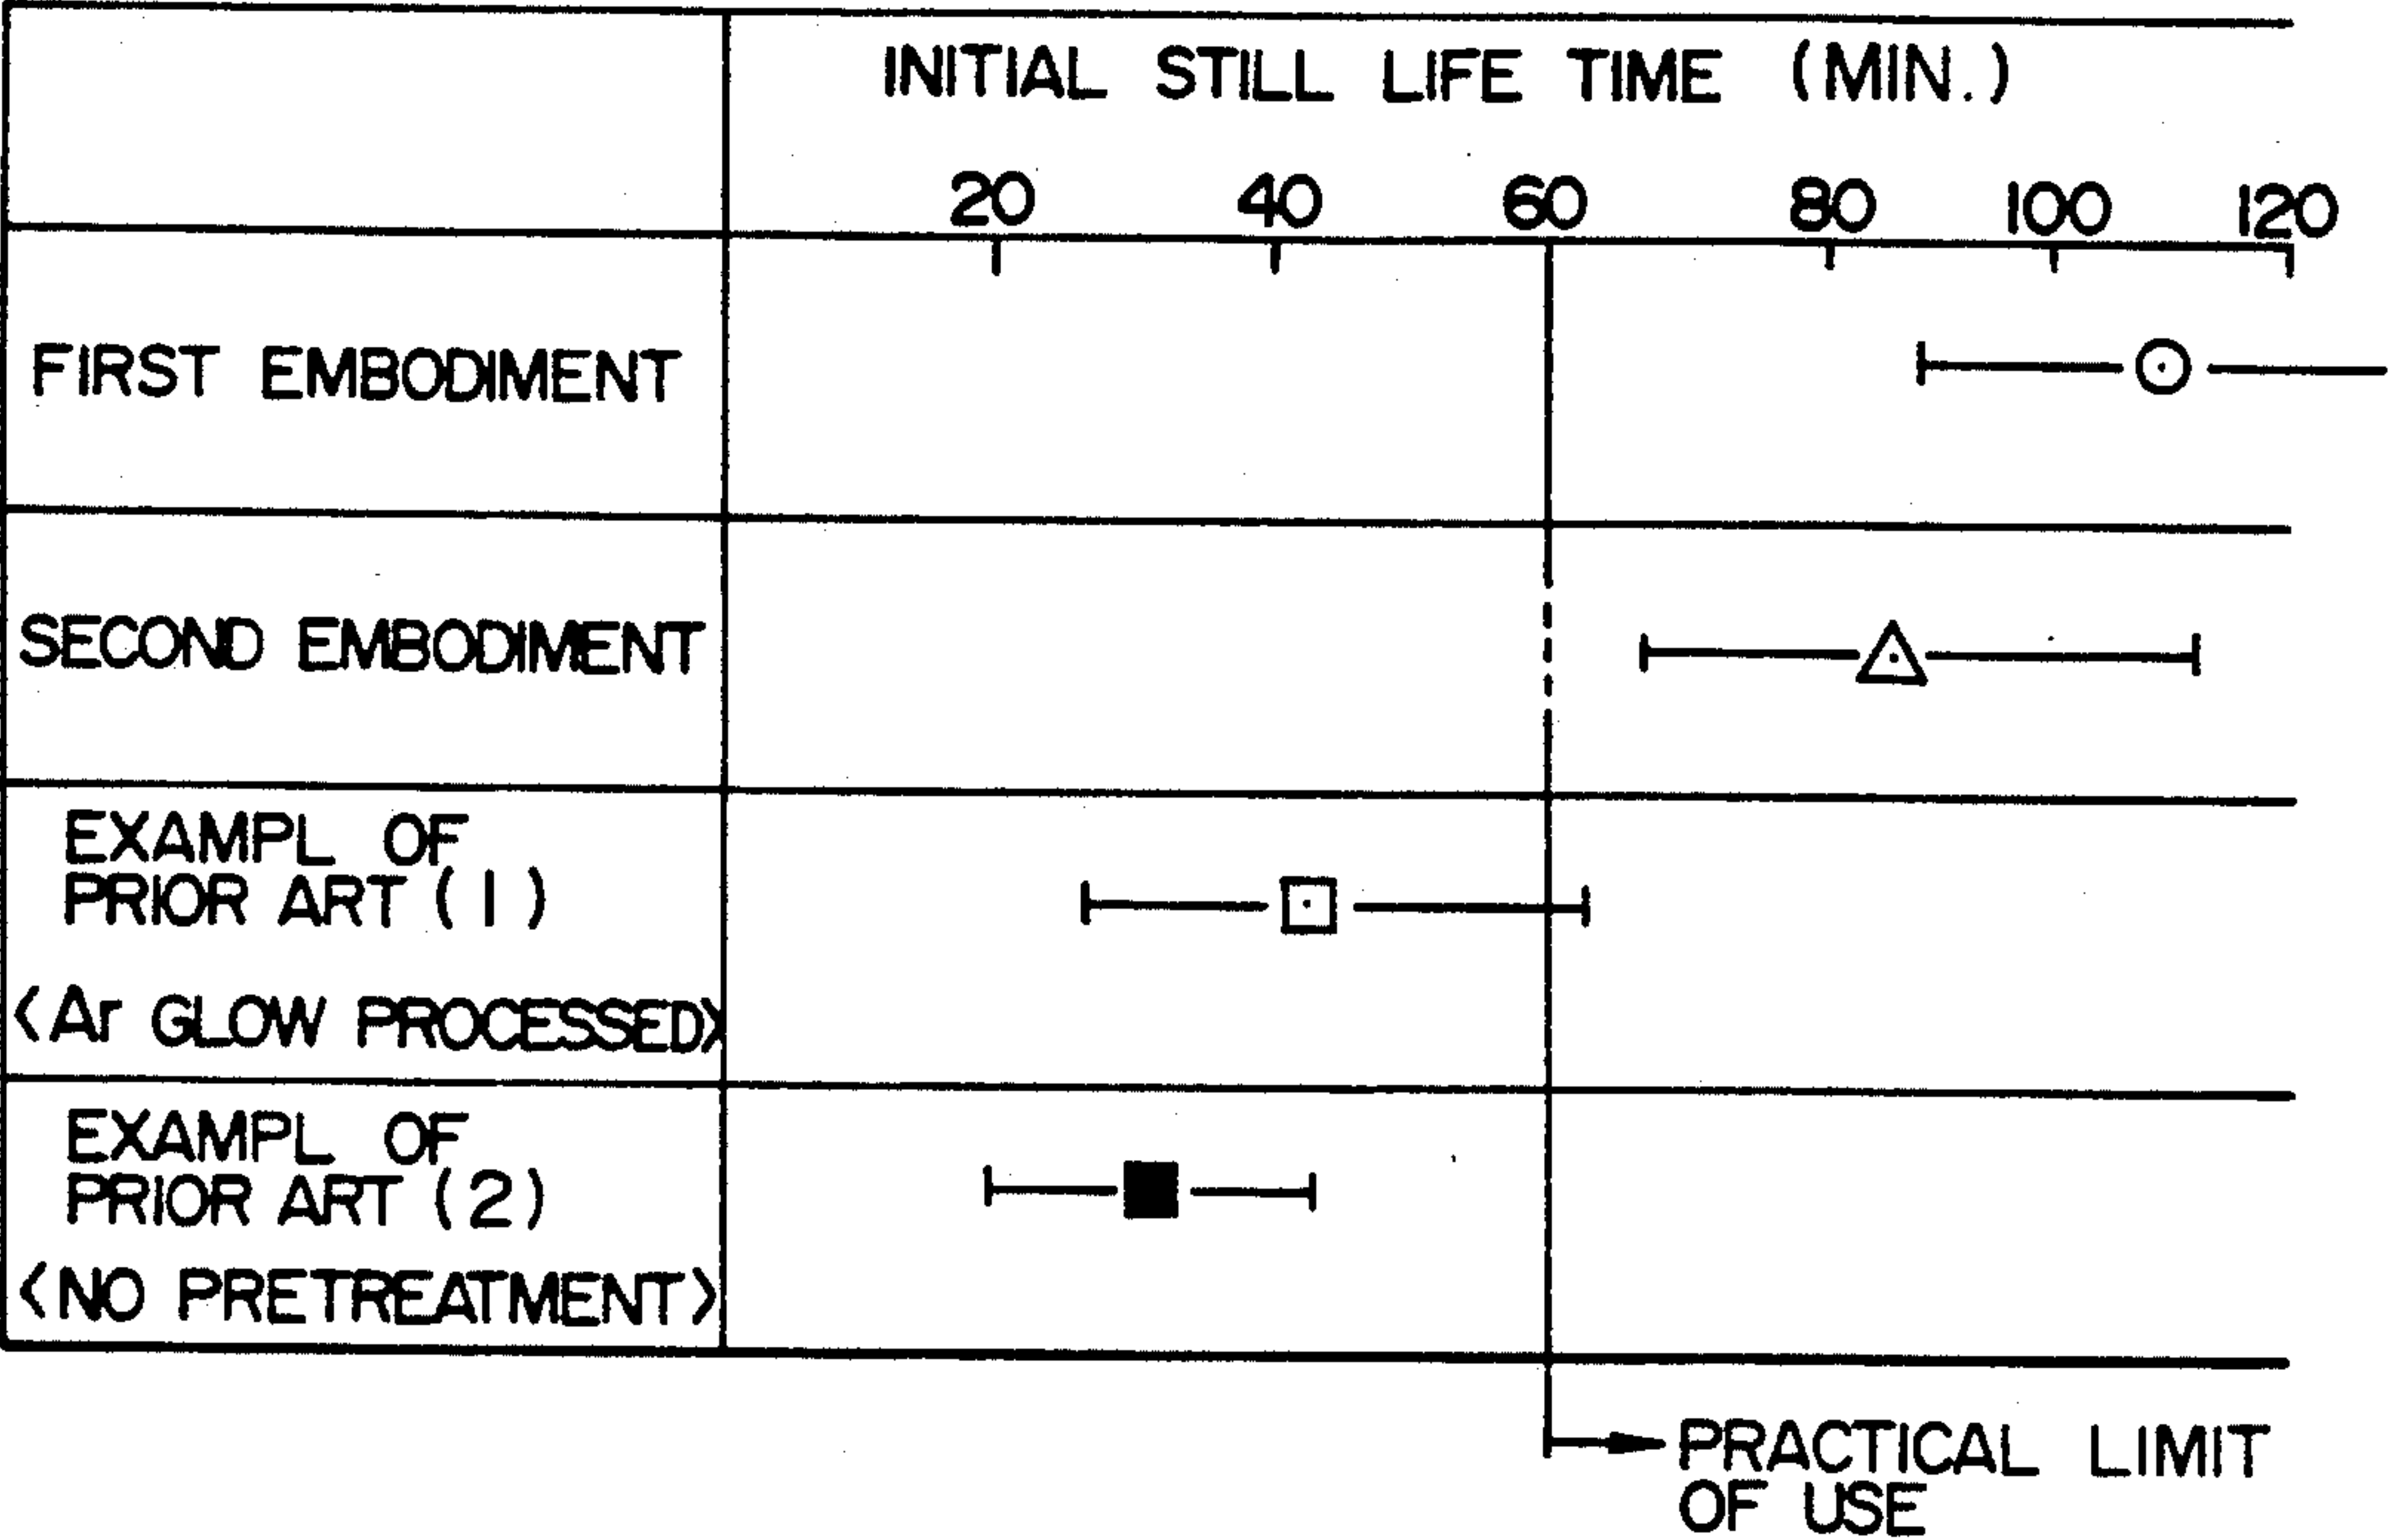 INITIAL STILL LIFE TIME (MIN.)
20 40 60 80 100 120
FIRST EMBODIMENT
SECOND EMBODIMENT
EXAMPL OF
PRIOR ART (1)
<Ar GLOW PROCESSED>
EXAMPL OF
PRIOR ART (2)
<NO PRETREATMENT>
PRACTICAL LIMIT
OF USE